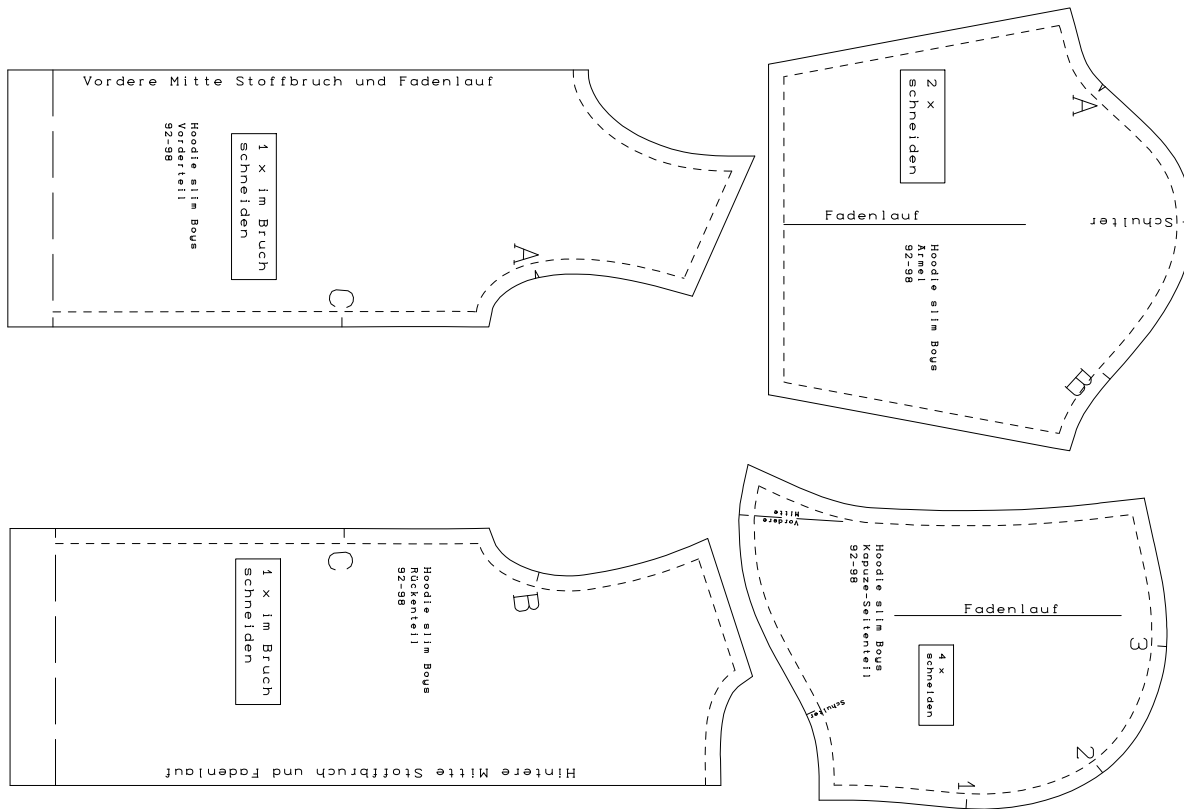 Vordere Mitte Stoffbruch und Fadenlauf
Hoodie slim Boys
Vorderteil
92-98
1 x im Bruch
schneiden
A
C
2 x
schneiden
A
Fadenlauf
Schulter
Hoodie slim Boys
Ärmel
92-98
B
1 x im Bruch
schneiden
C
Hoodie slim Boys
Rückenteil
92-98
B
Hintere Mitte Stoffbruch und Fadenlauf
Vordere
Mitte
Hoodie slim Boys
Kapuze-Seitenteil
92-98
Fadenlauf
4 x
schneiden
Schulter
3
2
1